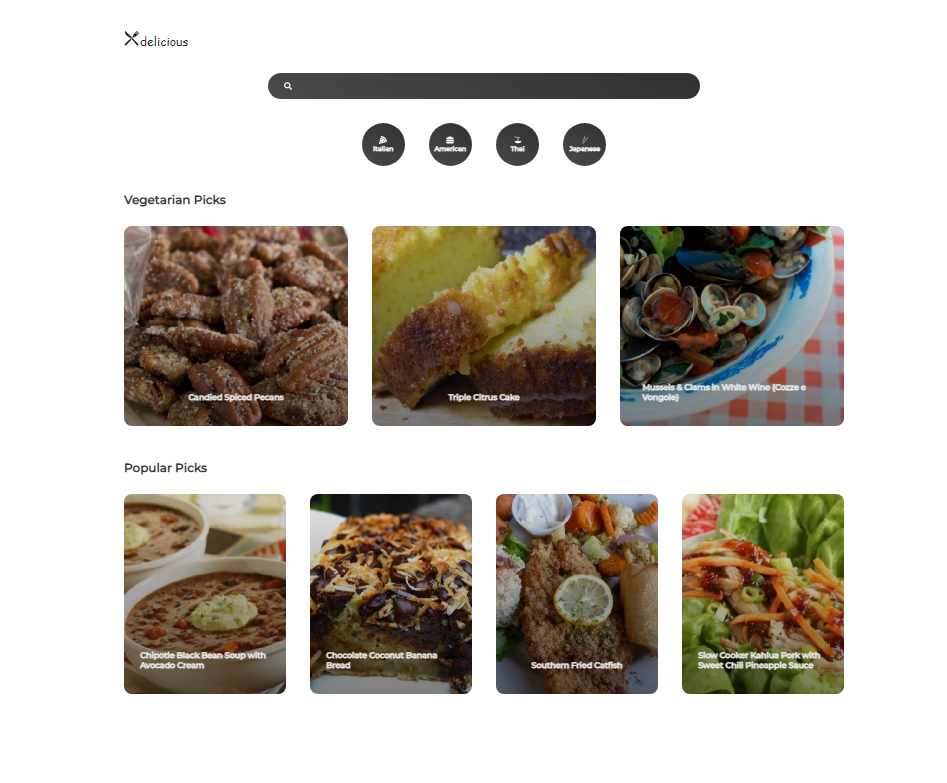 delicious
Italian
American
Thai
Japanese
Vegetarian Picks
Candied Spiced Pecans
Triple Citrus Cake
Mussels & Clams in White Wine {Cozze e
Vongole}
Popular Picks
Chipotle Black Bean Soup with
Avocado Cream
Chocolate Coconut Banana
Bread
Southern Fried Catfish
Slow Cooker Kahlua Pork with
Sweet Chili Pineapple Sauce